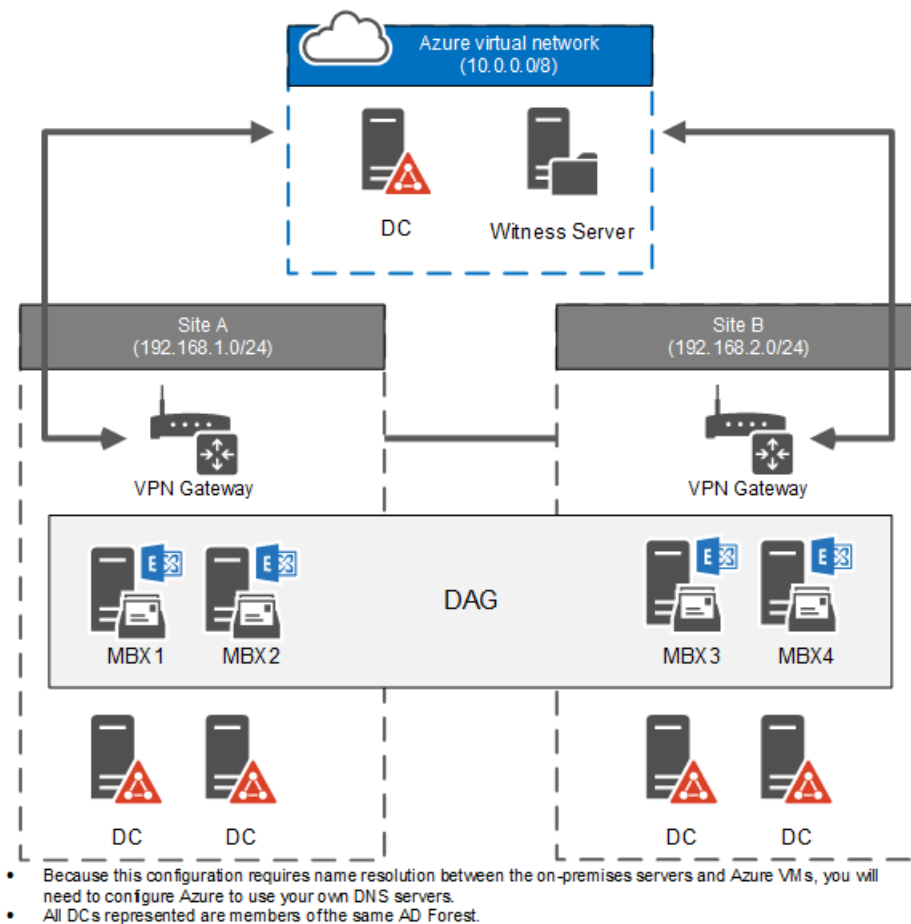 Azure virtual network
(10.0.0.0/8)
DC
Witness Server
Site A
(192.168.1.0/24)
Site B
(192.168.2.0/24)
VPN Gateway
VPN Gateway
E
E
E
E
DAG
MBX1
MBX2
MBX3
MBX4
DC
DC
DC
DC
• Because this configuration requires name resolution between the on-premises servers and Azure VMs, you will
need to configure Azure to use your own DNS servers.
• All DCs represented are members of the same AD Forest.